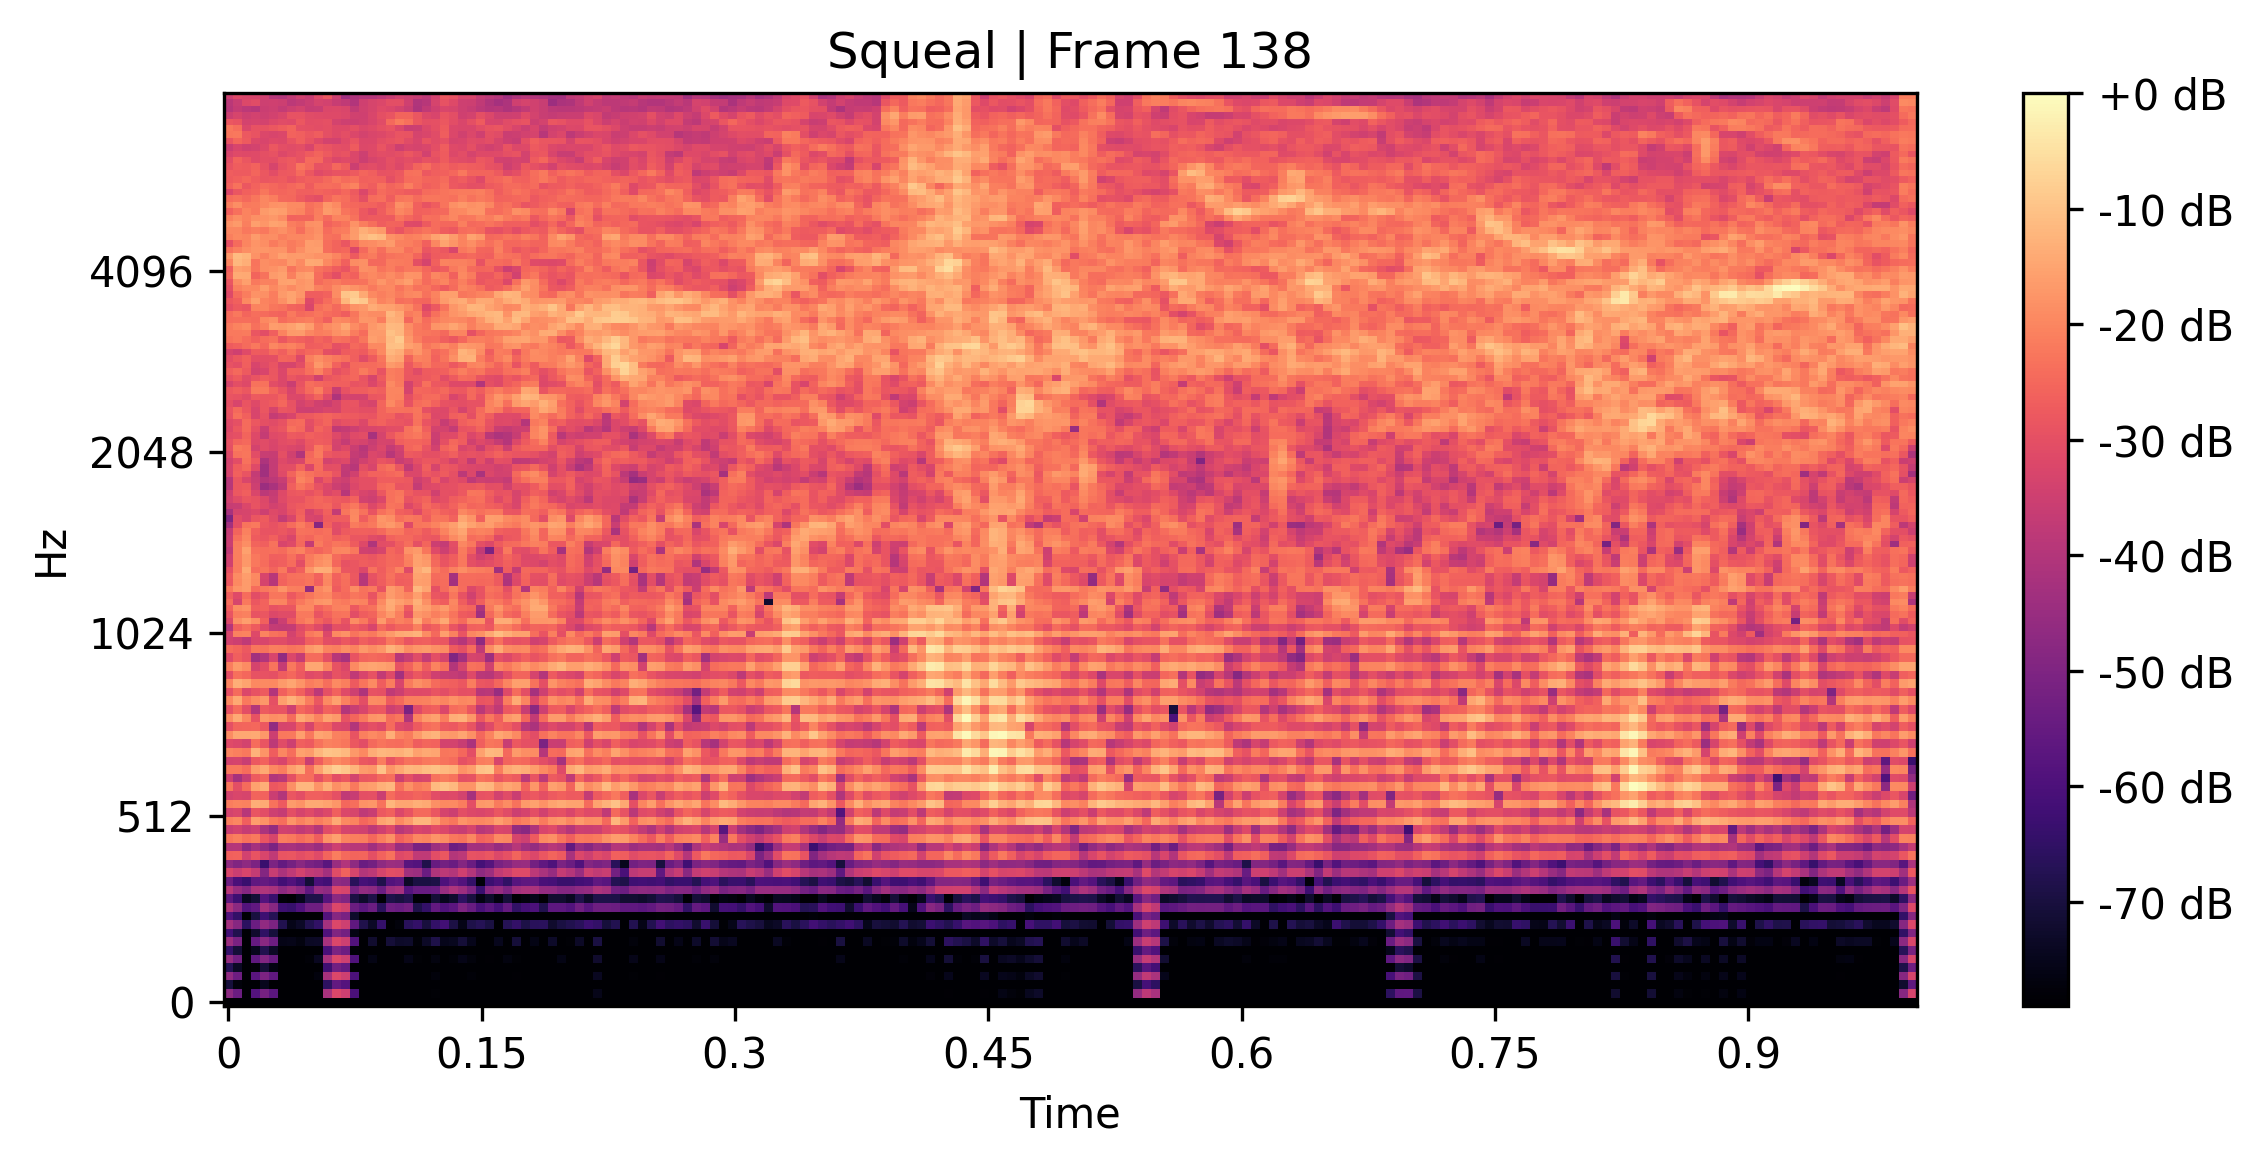 Squeal | Frame 138
+0 dB
-10 dB
-20 dB
-30 dB
-40 dB
-50 dB
-60 dB
-70 dB
Hz
4096
2048
1024
512
0
0 0.15 0.3 0.45 0.6 0.75 0.9
Time